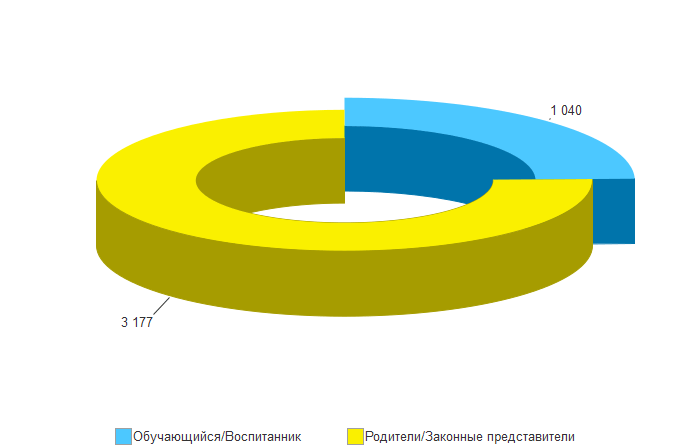 1 040
3 177
Обучающийся/Воспитанник
Родители/Законные представители